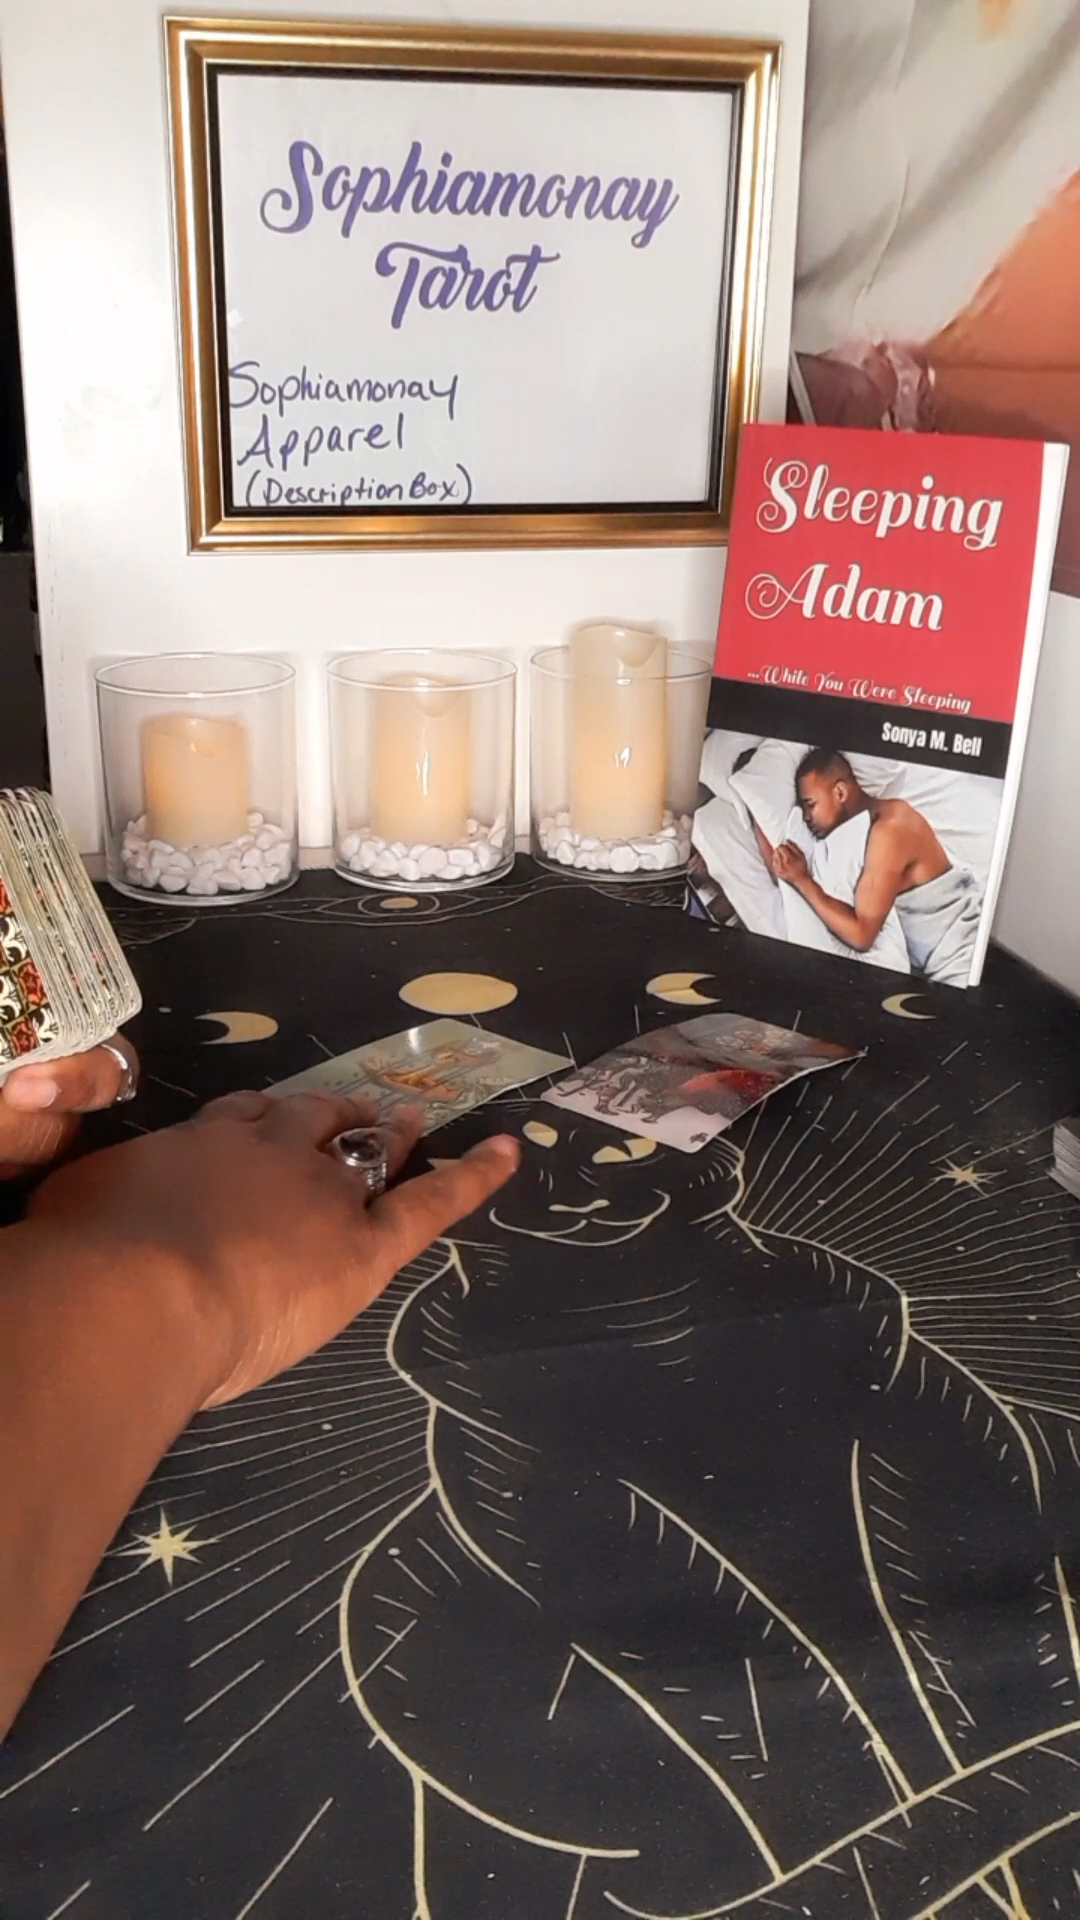 Sophiamonay
Tarot
Sophiamonay
Apparel
(Description Box)
Sleeping
Adam
...While You Were Sleeping
Sonya M. Bell